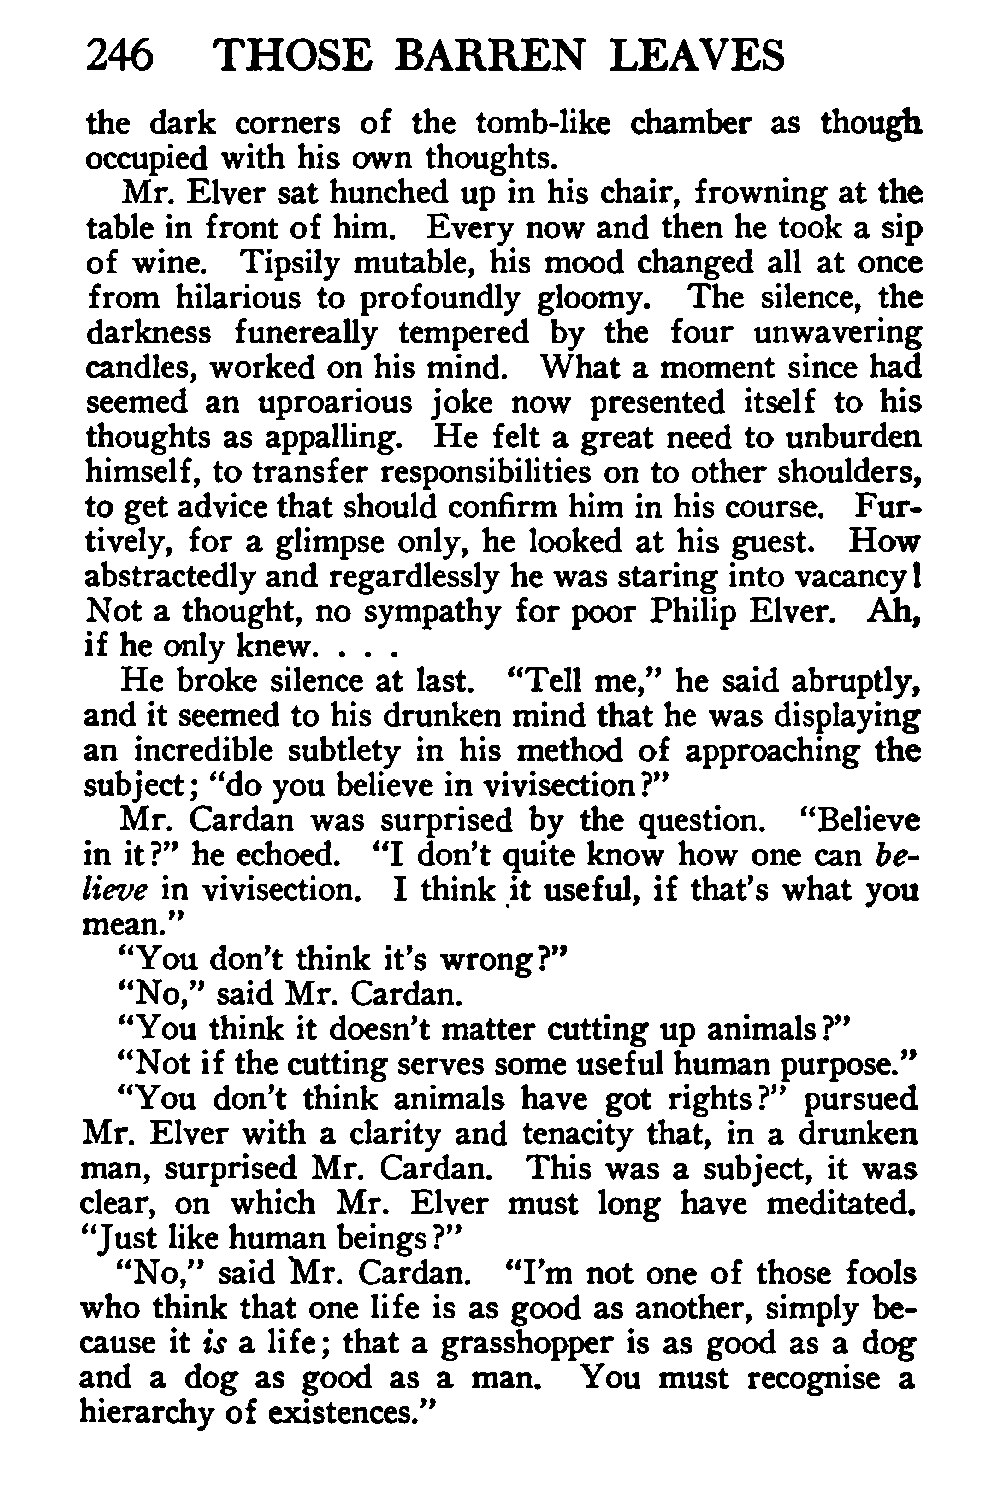 246 THOSE BARREN LEAVES
the dark corners of the tomb-like chamber as though
occupied with his own thoughts.
Mr. Elver sat hunched up in his chair, frowning at the
table in front of him. Every now and then he took a sip
of wine. Tipsily mutable, his mood changed all at once
from hilarious to profoundly gloomy. The silence, the
darkness funereally tempered by the four unwavering
candles, worked on his mind. What a moment since had
seemed an uproarious joke now presented itself to his
thoughts as appalling. He felt a great need to unburden
himself, to transfer responsibilities on to other shoulders,
to get advice that should confirm him in his course. Fur-
tively, for a glimpse only, he looked at his guest. How
abstractedly and regardlessly he was staring into vacancy!
Not a thought, no sympathy for poor Philip Elver. Ah,
if he only knew. . . .
He broke silence at last. “Tell me,” he said abruptly,
and it seemed to his drunken mind that he was displaying
an incredible subtlety in his method of approaching the
subject; “do you believe in vivisection?”
Mr. Cardan was surprised by the question. “Believe
in it?” he echoed. “I don’t quite know how one can be-
lieve in vivisection. I think it useful, if that’s what you
mean.”
“You don’t think it’s wrong?”
“No,” said Mr. Cardan.
“You think it doesn’t matter cutting up animals?”
“Not if the cutting serves some useful human purpose.”
“You don’t think animals have got rights?” pursued
Mr. Elver with a clarity and tenacity that, in a drunken
man, surprised Mr. Cardan. This was a subject, it was
clear, on which Mr. Elver must long have meditated.
“Just like human beings?”
“No,” said Mr. Cardan. “I’m not one of those fools
who think that one life is as good as another, simply be-
cause it is a life; that a grasshopper is as good as a dog
and a dog as good as a man. You must recognise a
hierarchy of existences.”